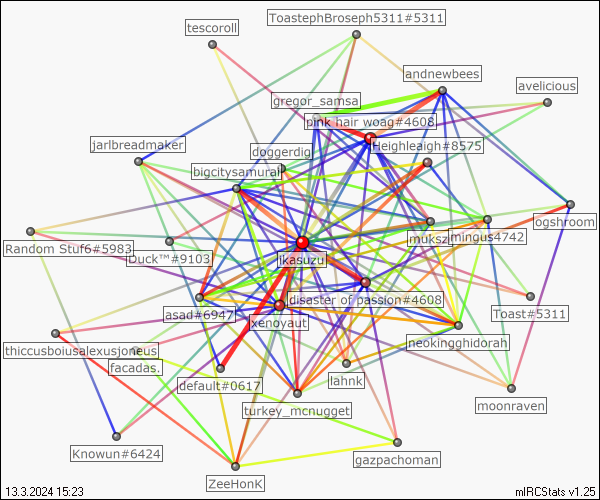 tescoroll
ToastephBroseph5311#5311
andnewbees
avelicious
gregor_samsa
pink hair woag#4608
jarlbreadmaker
doggerdig
Heighleigh#8575
bigcitysamurai
ogshroom
Random Stuf6#5983
Duck™#9103
ikasuzu
mingus4742
asad#6947
disaster of passion#4608
Toast#5311
xenoyaut
neokingghidorah
thiccusboiusalexusjoneus
facadas.
default#0617
lahnk
turkey_mcnugget
moonraven
Knowun#6424
gazpachoman
ZeeHonK
13.3.2024 15:23
mIRCStats v1.25